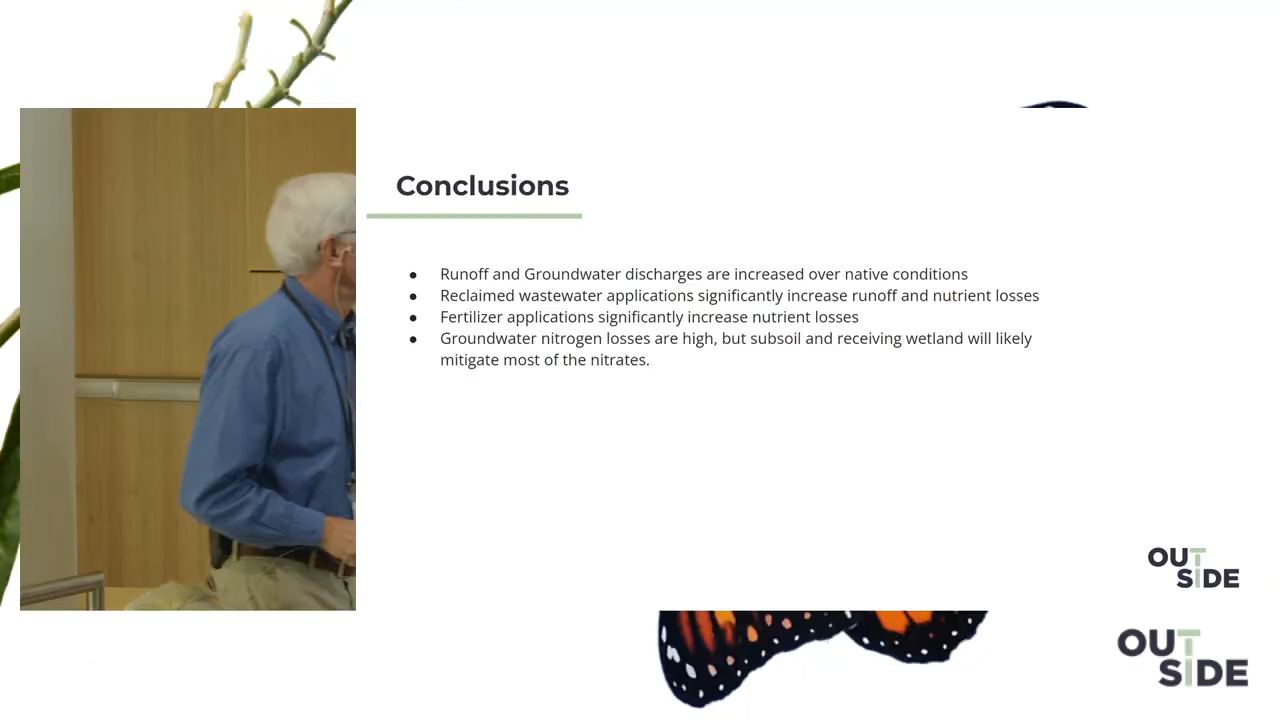 Conclusions
● Runoff and Groundwater discharges are increased over native conditions
● Reclaimed wastewater applications significantly increase runoff and nutrient losses
● Fertilizer applications significantly increase nutrient losses
● Groundwater nitrogen losses are high, but subsoil and receiving wetland will likely
mitigate most of the nitrates.
OUT
SIDE
OUT
SIDE